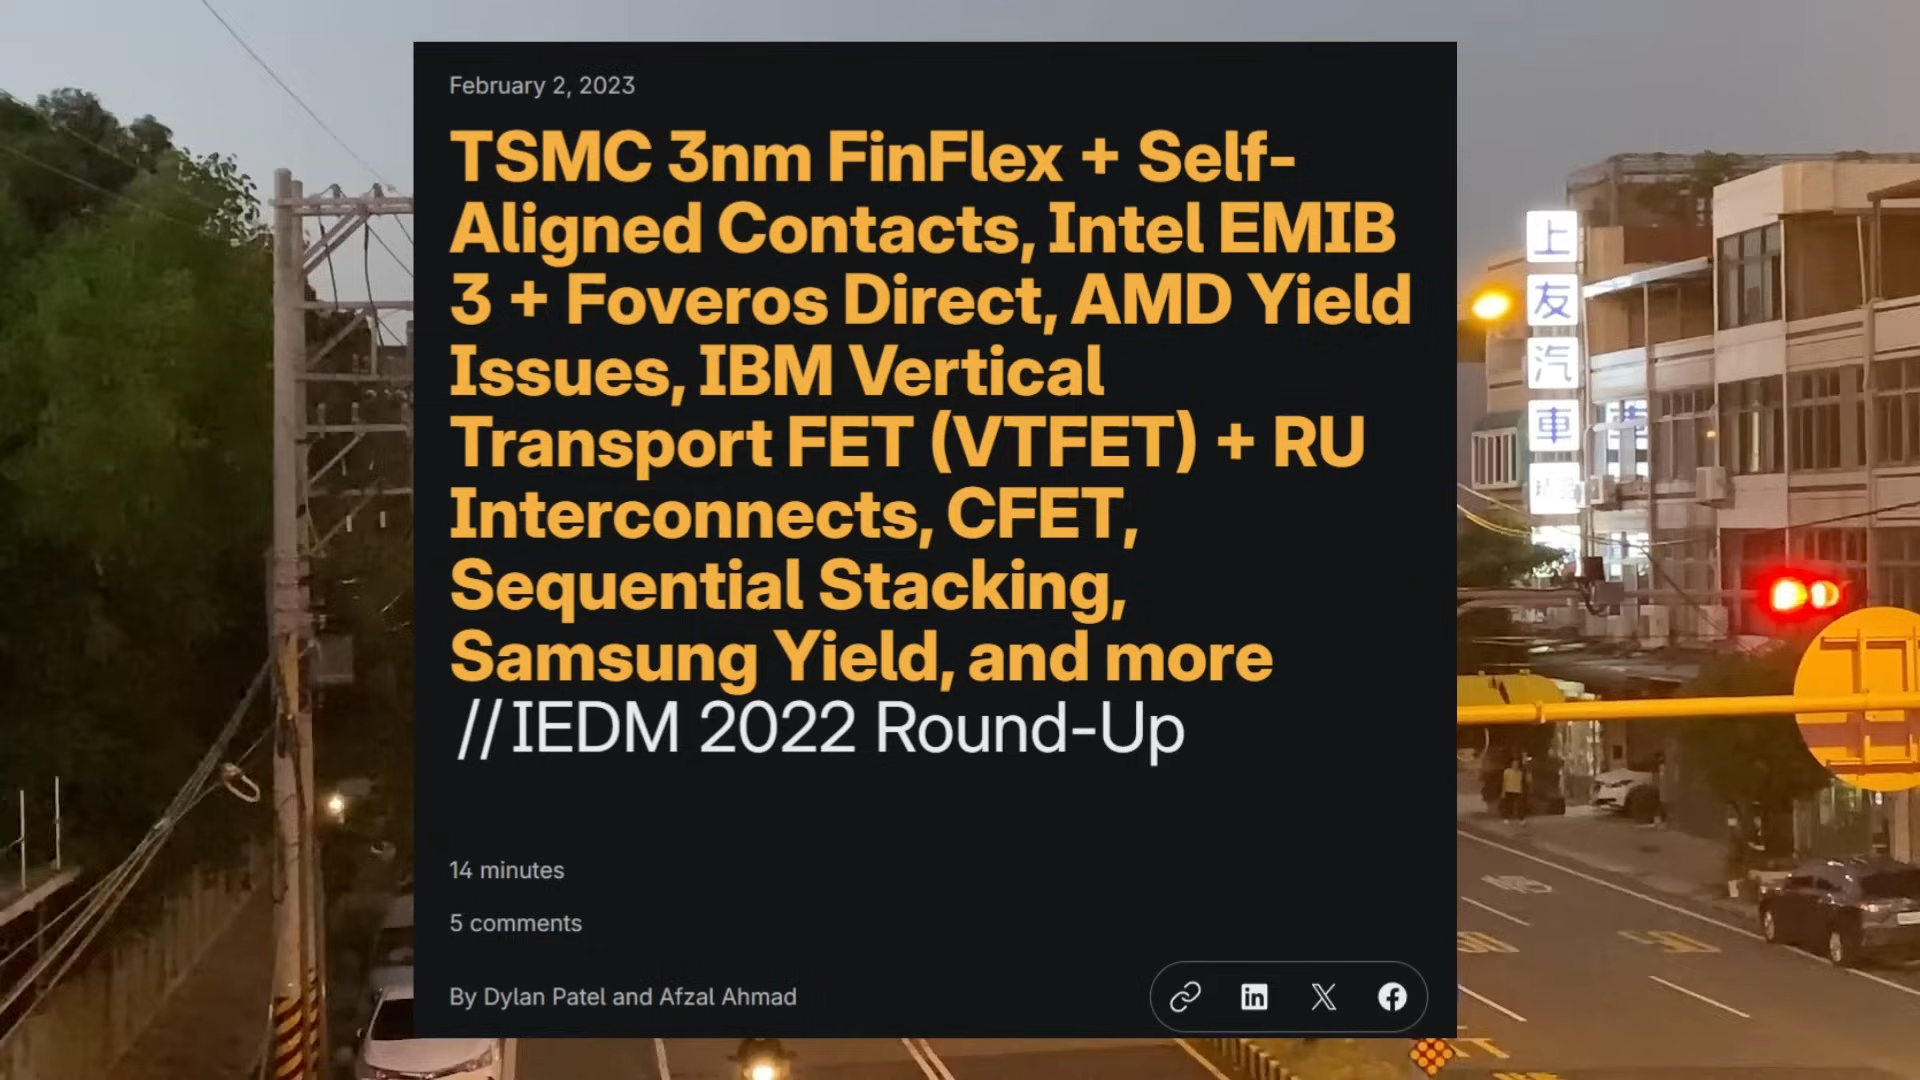 February 2, 2023
TSMC 3nm FinFlex + Self-
Aligned Contacts, Intel EMIB
3 + Foveros Direct, AMD Yield
Issues, IBM Vertical
Transport FET (VTFET) + RU
Interconnects, CFET,
Sequential Stacking,
Samsung Yield, and more
//IEDM 2022 Round-Up
14 minutes
5 comments
By Dylan Patel and Afzal Ahmad
上
友
汽
車